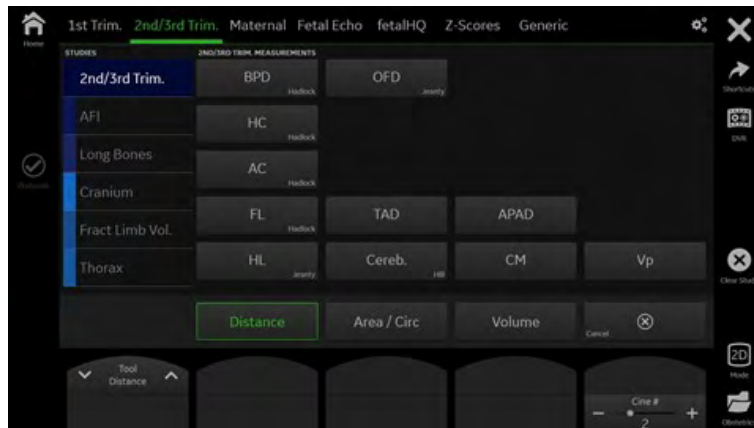 1st Trim. 2nd/3rd Trim. Maternal Fetal Echo fetalHQ Z-Scores Generic
Home
STUDIES
2ND/3RD TRIM. MEASUREMENTS
2nd/3rd Trim.
AFI
Long Bones
Cranium
Fract Limb Vol.
Thorax
BPD
Hadlock
OFD
Jeanty
HC
Hadlock
AC
Hadlock
FL
Hadlock
TAD
APAD
HL
Jeanty
Cereb.
Hill
CM
Vp
Distance
Area / Circ
Volume
Cancel
Tool
Distance
Cine #
2
Shortcuts
DVR
2D
Mode